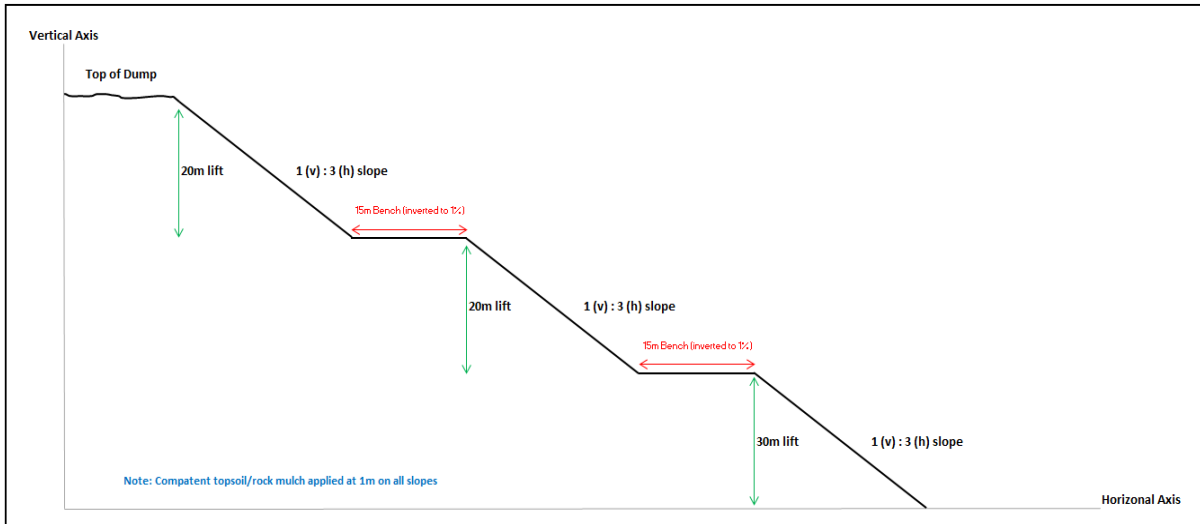 Vertical Axis
Top of Dump
20m lift
1 (v) : 3 (h) slope
15m Bench (inverted to 1%)
20m lift
1 (v) : 3 (h) slope
15m Bench (inverted to 1%)
30m lift
1 (v) : 3 (h) slope
Note: Compatent topsoil/rock mulch applied at 1m on all slopes
Horizonal Axis